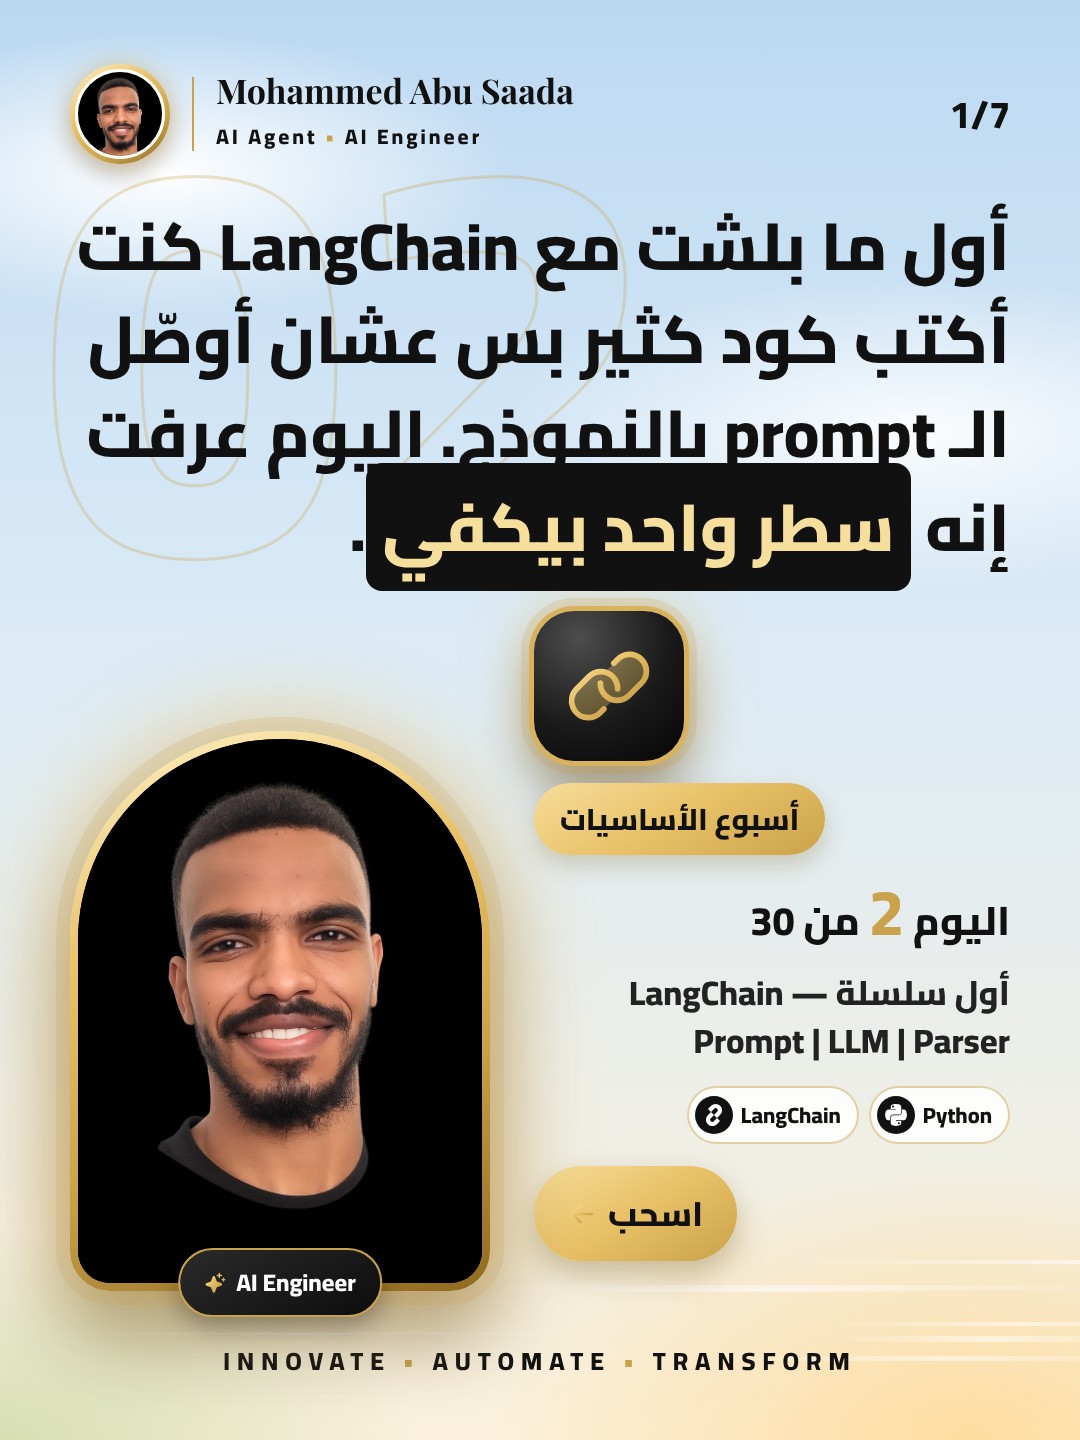 Mohammed Abu Saada
AI Agent ▪ AI Engineer
1/7
02
أول ما بلشت مع LangChain كنت
أكتب كود كثير بس عشان أوصّل
الـ prompt بالنموذج. اليوم عرفت
إنه سطر واحد بيكفي .
أسبوع الأساسيات
اليوم 2 من 30
أول سلسلة — LangChain
Prompt | LLM | Parser
Python
LangChain
اسحب ←
AI Engineer
INNOVATE ▪ AUTOMATE ▪ TRANSFORM